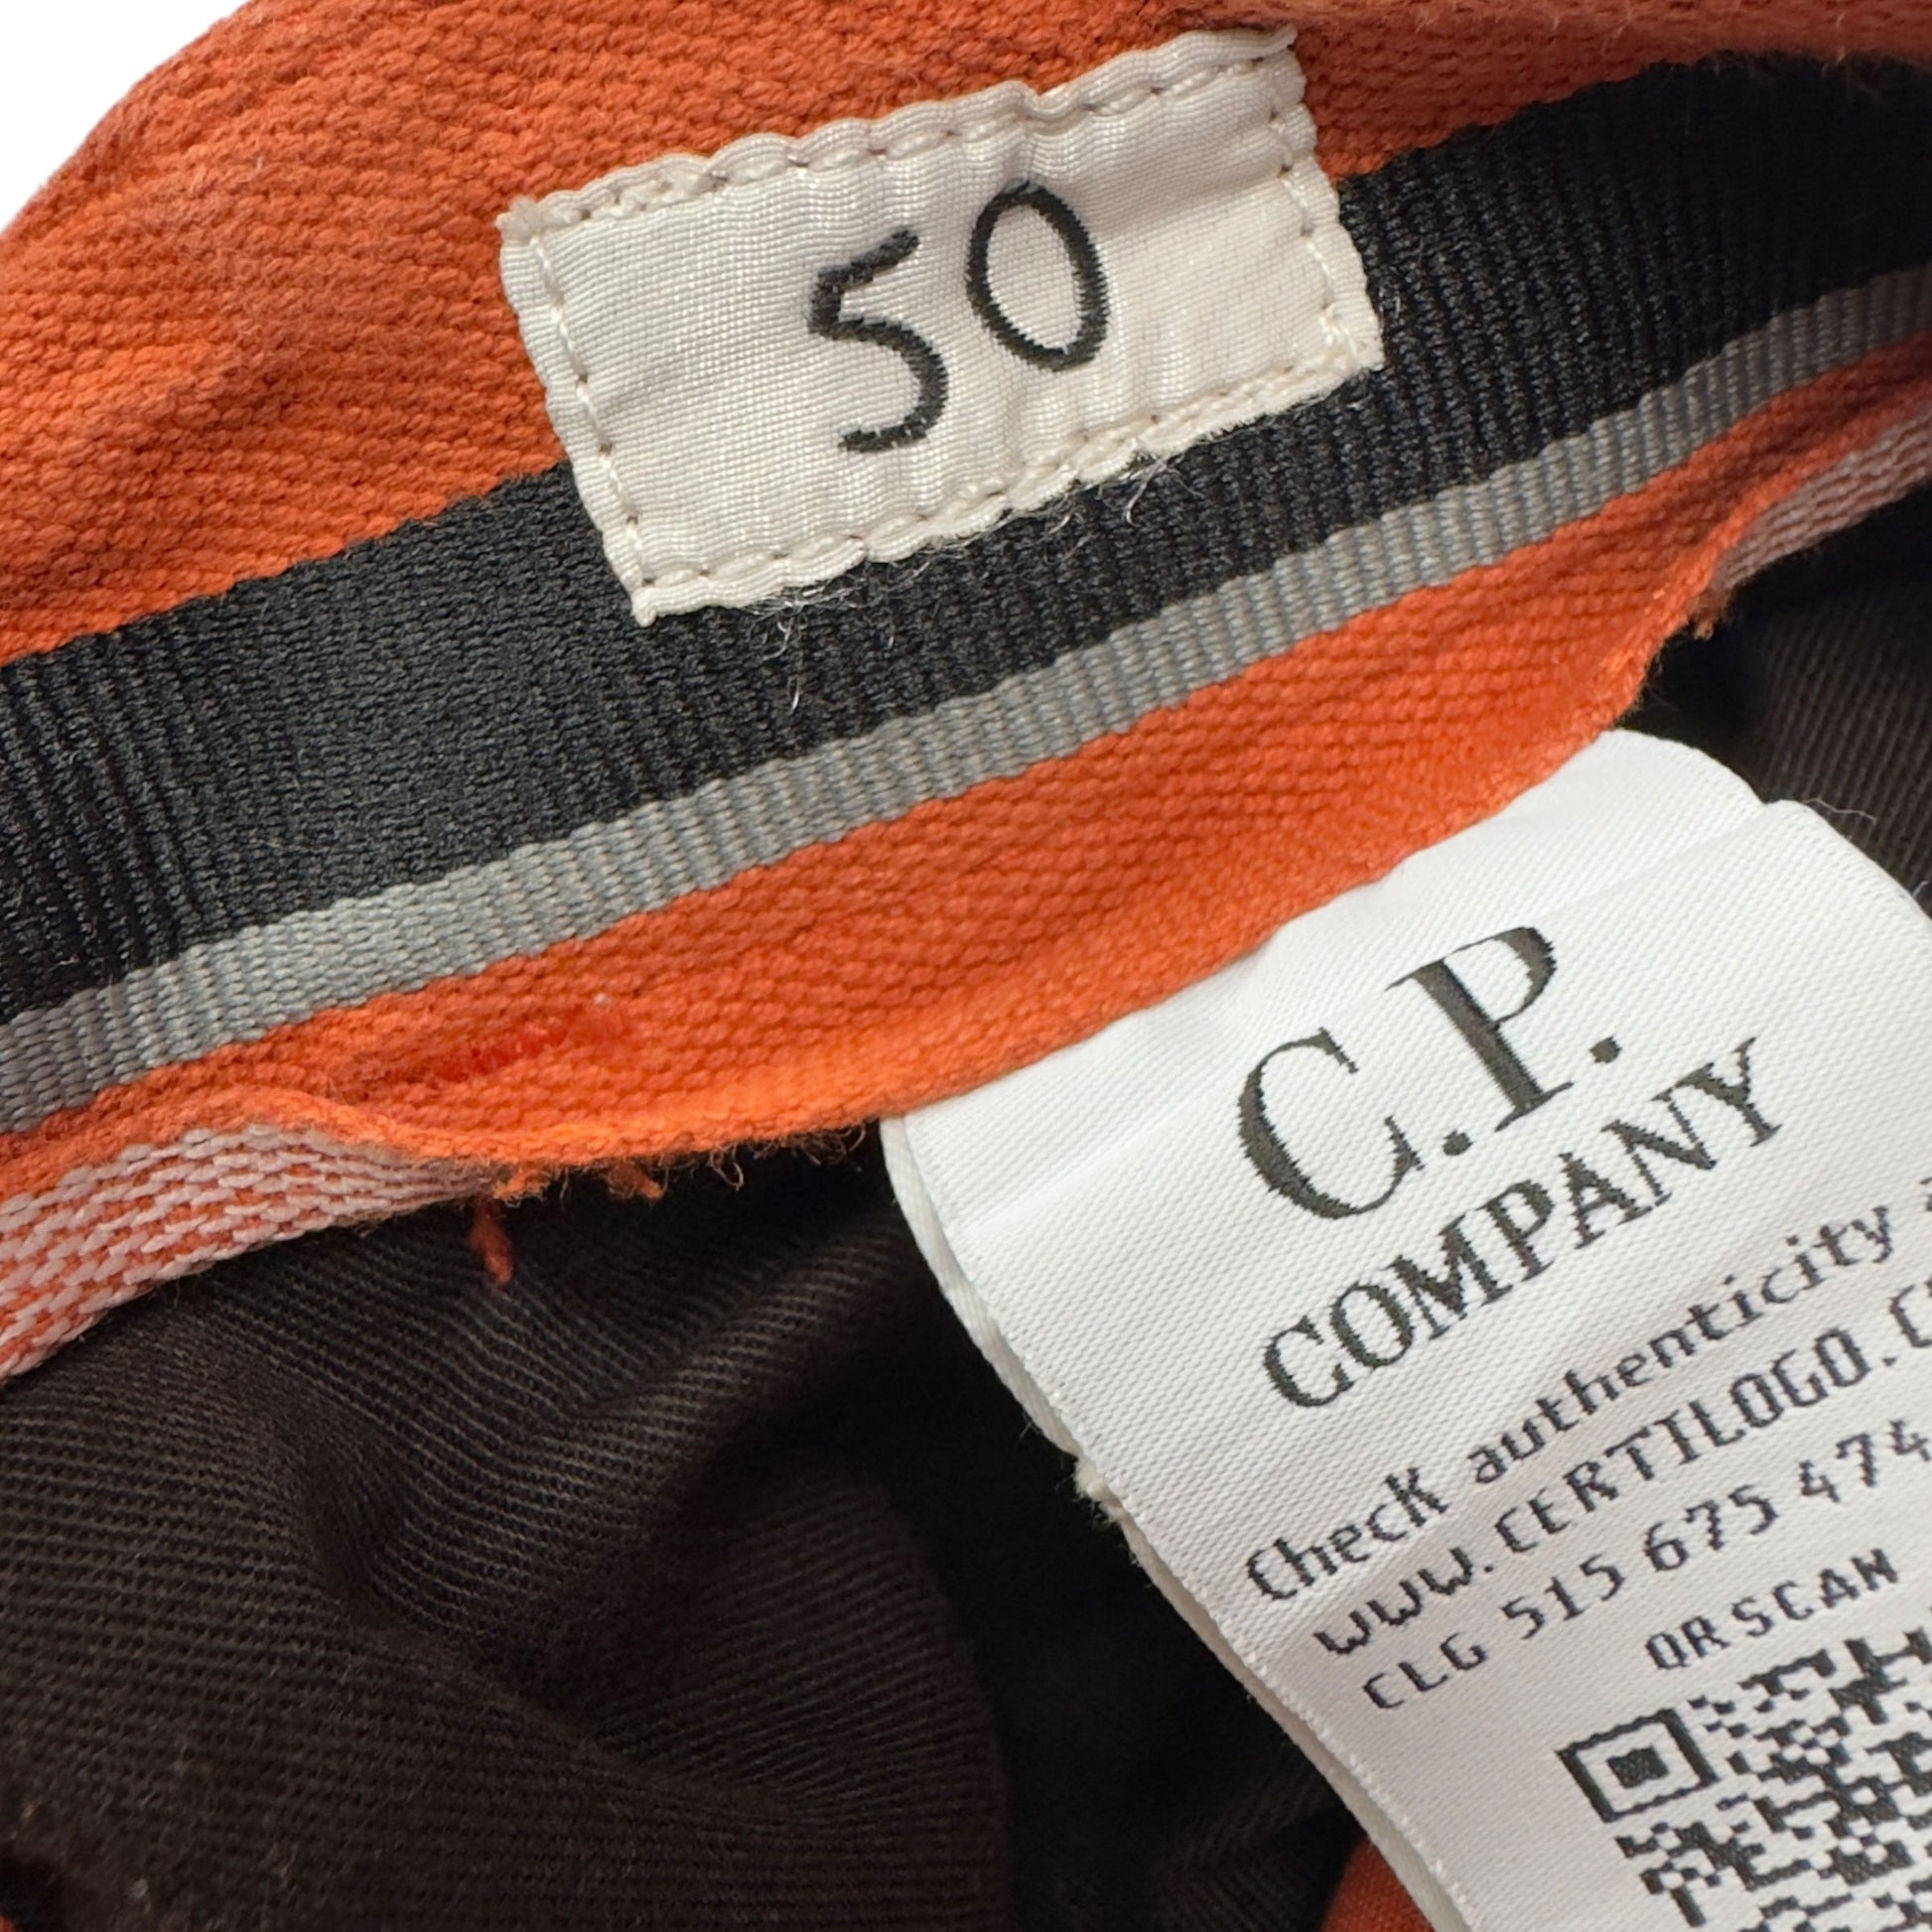 50
C.P.
COMPANY
Check authenticity
WWW.CERTILOGO.C
CLG 515 675 474
OR SCAN